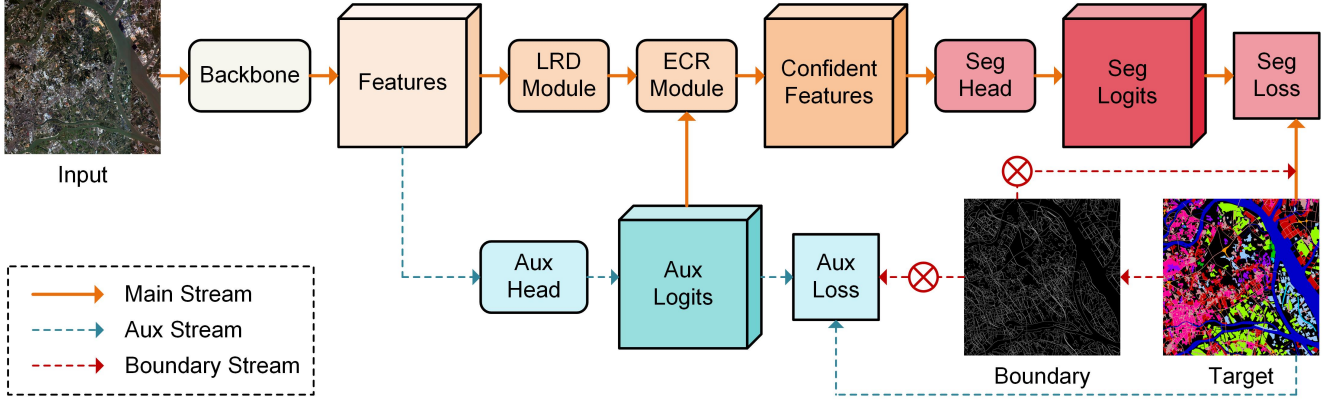 Input
Backbone
Features
LRD
Module
ECR
Module
Confident
Features
Seg
Head
Seg
Logits
Seg
Loss
Aux
Head
Aux
Logits
Aux
Loss
Boundary
Target
Main Stream
Aux Stream
Boundary Stream